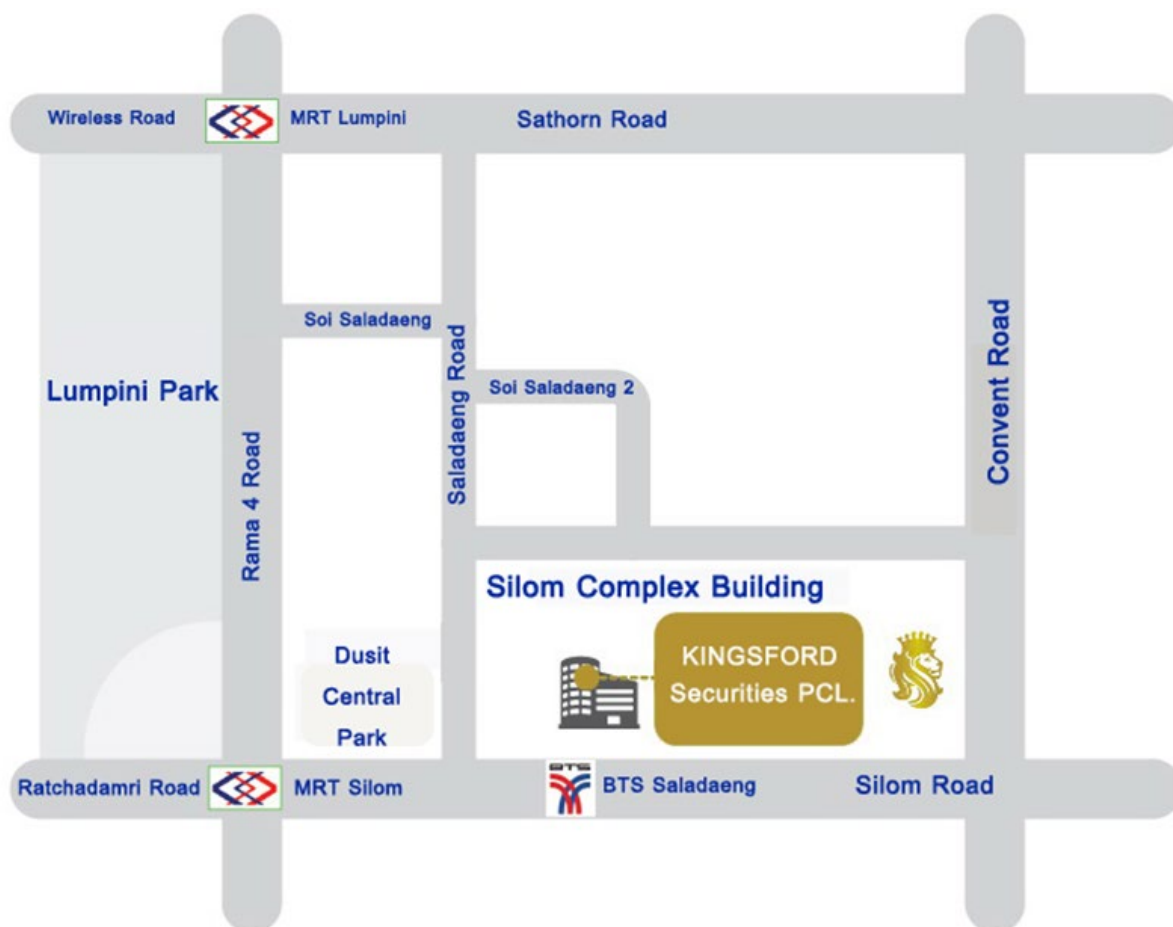 Wireless Road
MRT Lumpini
Sathorn Road
Soi Saladaeng
Saladaeng Road
Soi Saladaeng 2
Lumpini Park
Rama 4 Road
Convent Road
Silom Complex Building
Dusit
Central
Park
KINGSFORD
Securities PCL.
Ratchadamri Road
MRT Silom
BTS
BTS Saladaeng
Silom Road